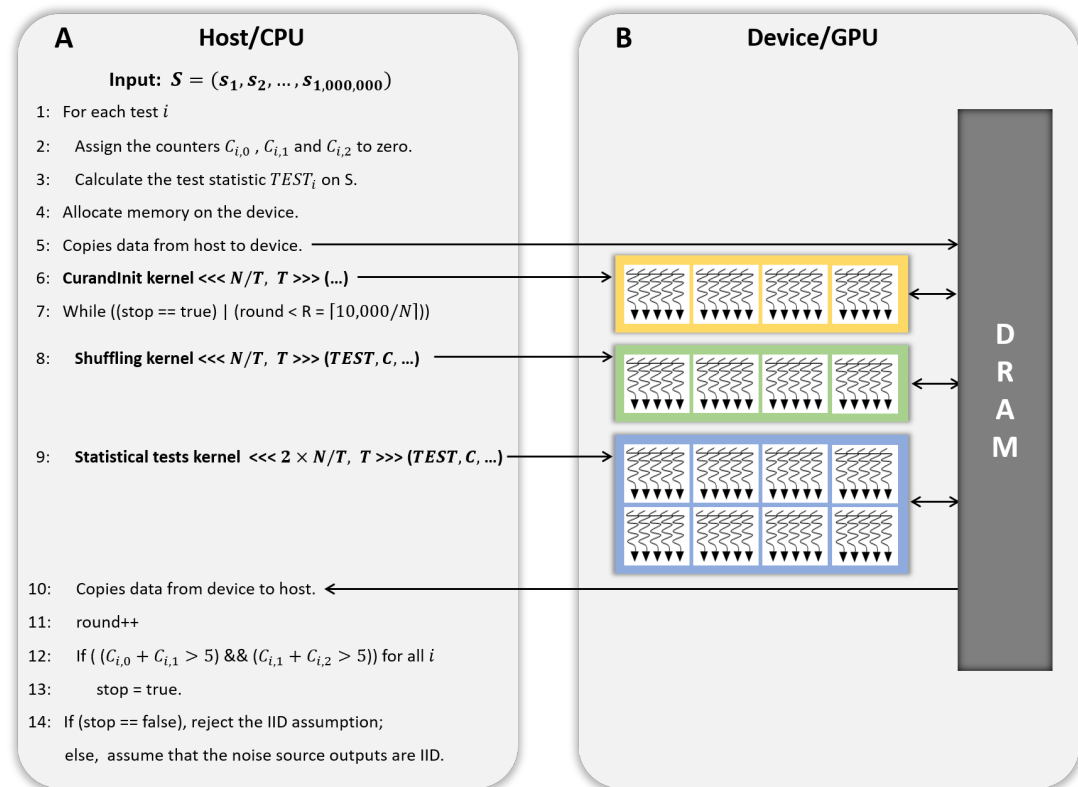 A Host/CPU
Input: S = (s₁, s₂, ..., s₁,₀₀₀,₀₀₀)
1: For each test i
2: Assign the counters Cᵢ,₀ , Cᵢ,₁ and Cᵢ,₂ to zero.
3: Calculate the test statistic TESTᵢ on S.
4: Allocate memory on the device.
5: Copies data from host to device.
6: CurandInit kernel <<< N/T, T >>> (...)
7: While ((stop == true) | (round < R = ⌈10,000/N⌉))
8: Shuffling kernel <<< N/T, T >>> (TEST, C, ...)
9: Statistical tests kernel <<< 2 × N/T, T >>> (TEST, C, ...)
10: Copies data from device to host.
11: round++
12: If ( (Cᵢ,₀ + Cᵢ,₁ > 5) && (Cᵢ,₁ + Cᵢ,₂ > 5)) for all i
13: stop = true.
14: If (stop == false), reject the IID assumption;
else, assume that the noise source outputs are IID.
B Device/GPU
DRAM